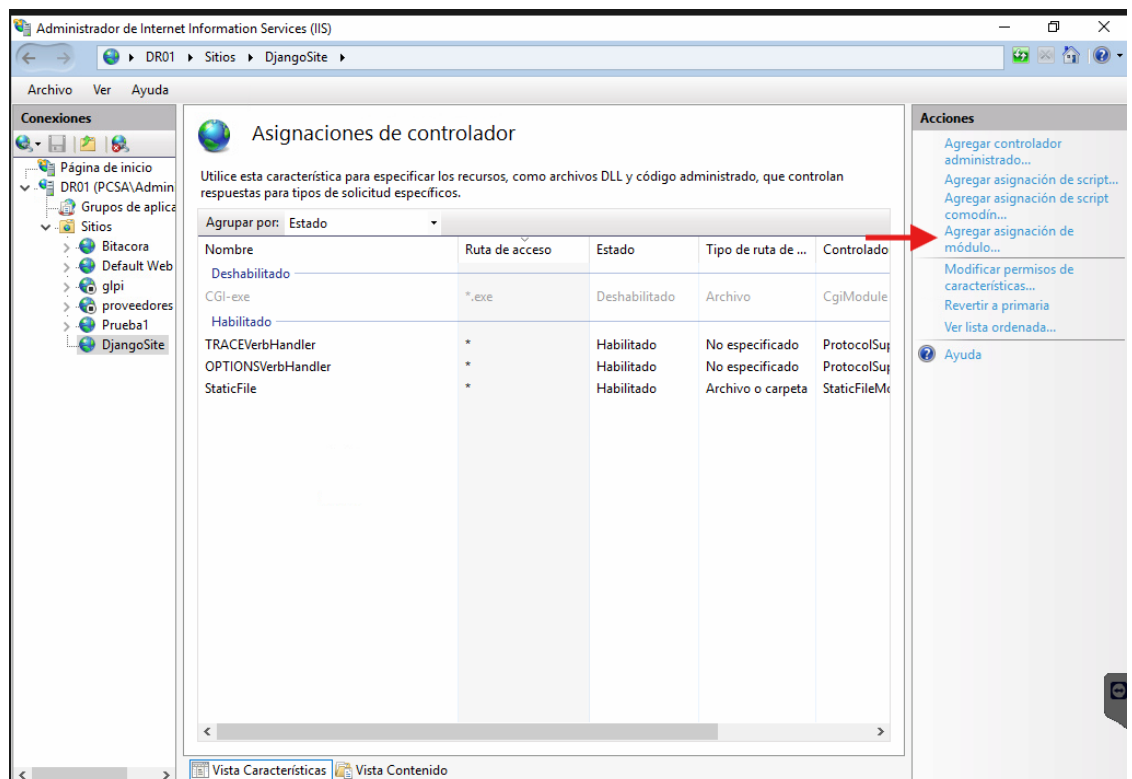 Administrador de Internet Information Services (IIS)
DR01 Sitios DjangoSite
Archivo Ver Ayuda
Conexiones
Página de inicio
DR01 (PCSA\Admin
Grupos de aplica
Sitios
Bitacora
Default Web
glpi
proveedores
Prueba1
DjangoSite
Asignaciones de controlador
Utilice esta característica para especificar los recursos, como archivos DLL y código administrado, que controlan
respuestas para tipos de solicitud específicos.
Agrupar por: Estado
Nombre Ruta de acceso Estado Tipo de ruta de ... Controlado
Deshabilitado
CGI-exe *.exe Deshabilitado Archivo CgiModule
Habilitado
TRACEVerbHandler * Habilitado No especificado ProtocolSup
OPTIONSVerbHandler * Habilitado No especificado ProtocolSup
StaticFile * Habilitado Archivo o carpeta StaticFileMo
Vista Características Vista Contenido
Acciones
Agregar controlador
administrado...
Agregar asignación de script...
Agregar asignación de script
comodín...
Agregar asignación de
módulo...
Modificar permisos de
características...
Revertir a primaria
Ver lista ordenada...
Ayuda